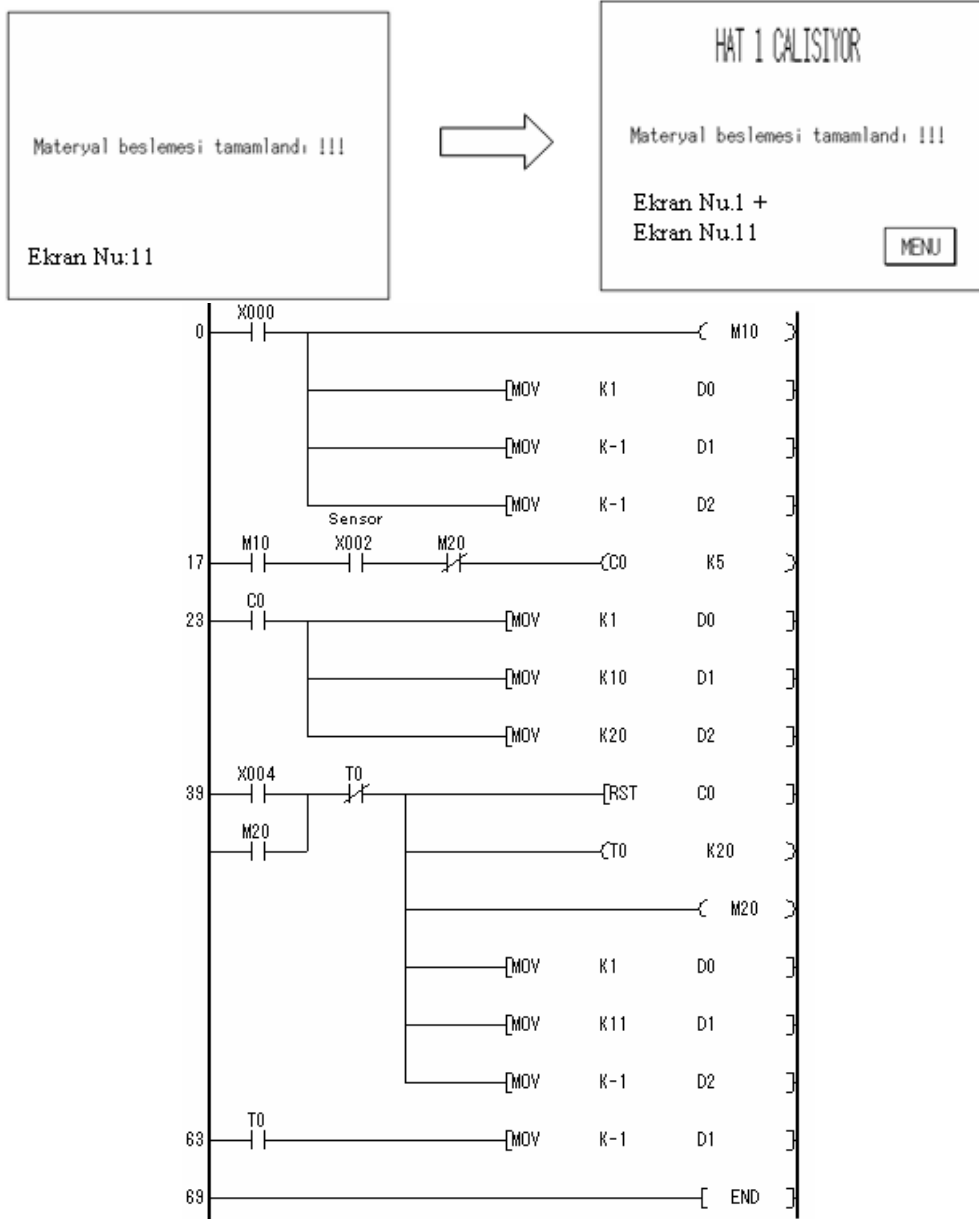 Materyal beslemesi tamamlandı !!!
Ekran Nu:11
HAT 1 CALISIYOR
Materyal beslemesi tamamlandı !!!
Ekran Nu.1 +
Ekran Nu.11
MENU
X000
0 M10
MOV K1 D0
MOV K-1 D1
MOV K-1 D2
Sensor
M10 X002 M20
17 C0 K5
C0
23 MOV K1 D0
MOV K10 D1
MOV K20 D2
X004 T0
39 RST C0
M20
T0 K20
M20
MOV K1 D0
MOV K11 D1
MOV K-1 D2
T0
63 MOV K-1 D1
69 END